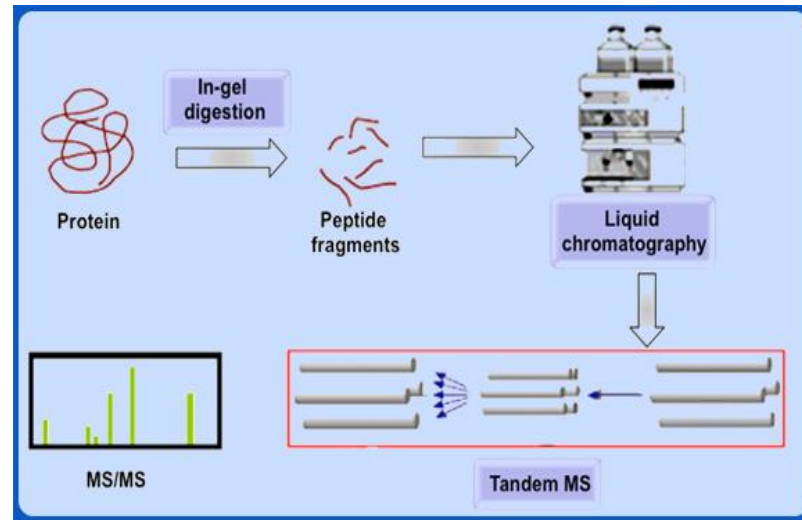 In-gel
digestion
Protein
Peptide
fragments
Liquid
chromatography
MS/MS
Tandem MS